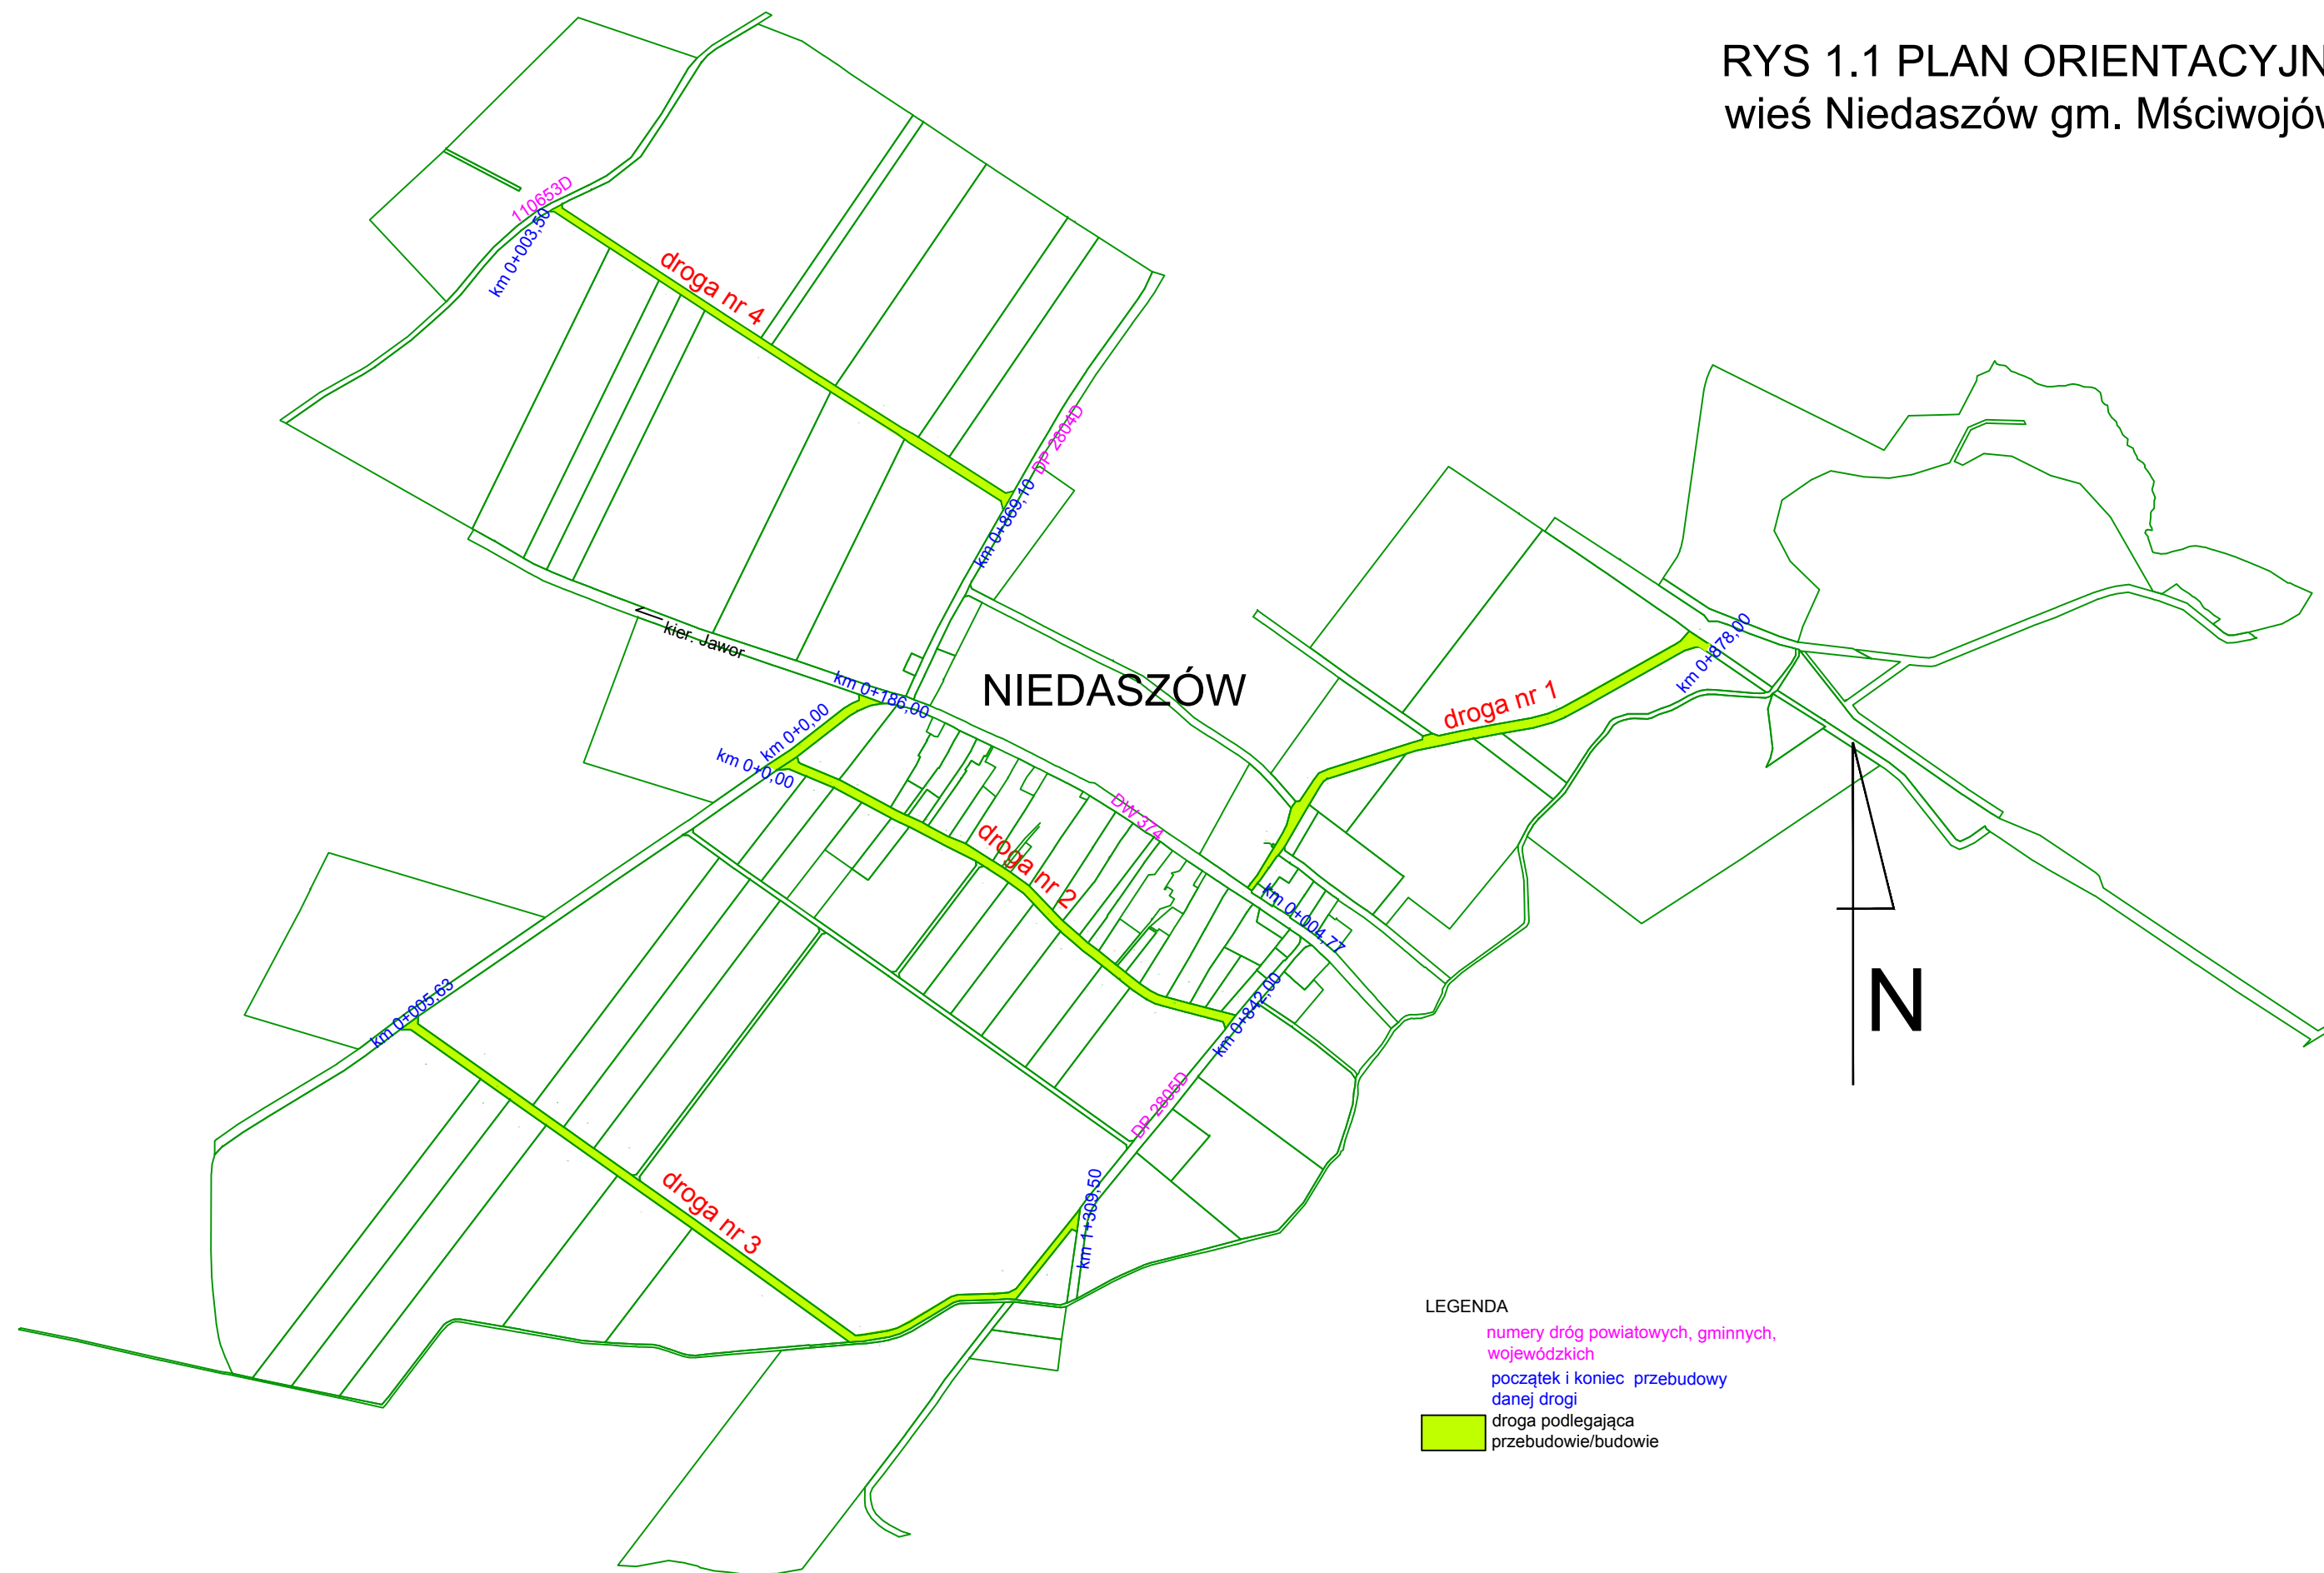 RYS 1.1 PLAN ORIENTACYJN
wieś Niedaszów gm. Mściwojów
110653D
km 0+003,50
droga nr 4
DP 2804D
km 0+869,10
kier. Jawor
km 0+186,00
km 0+0,00
km 0+0,00
NIEDASZÓW
droga nr 1
km 0+878,00
DW 374
droga nr 2
km 0+004,77
km 0+842,00
N
km 0+005,63
DP 2805D
km 1+309,50
droga nr 3
LEGENDA
numery dróg powiatowych, gminnych,
wojewódzkich
początek i koniec przebudowy
danej drogi
droga podlegająca
przebudowie/budowie